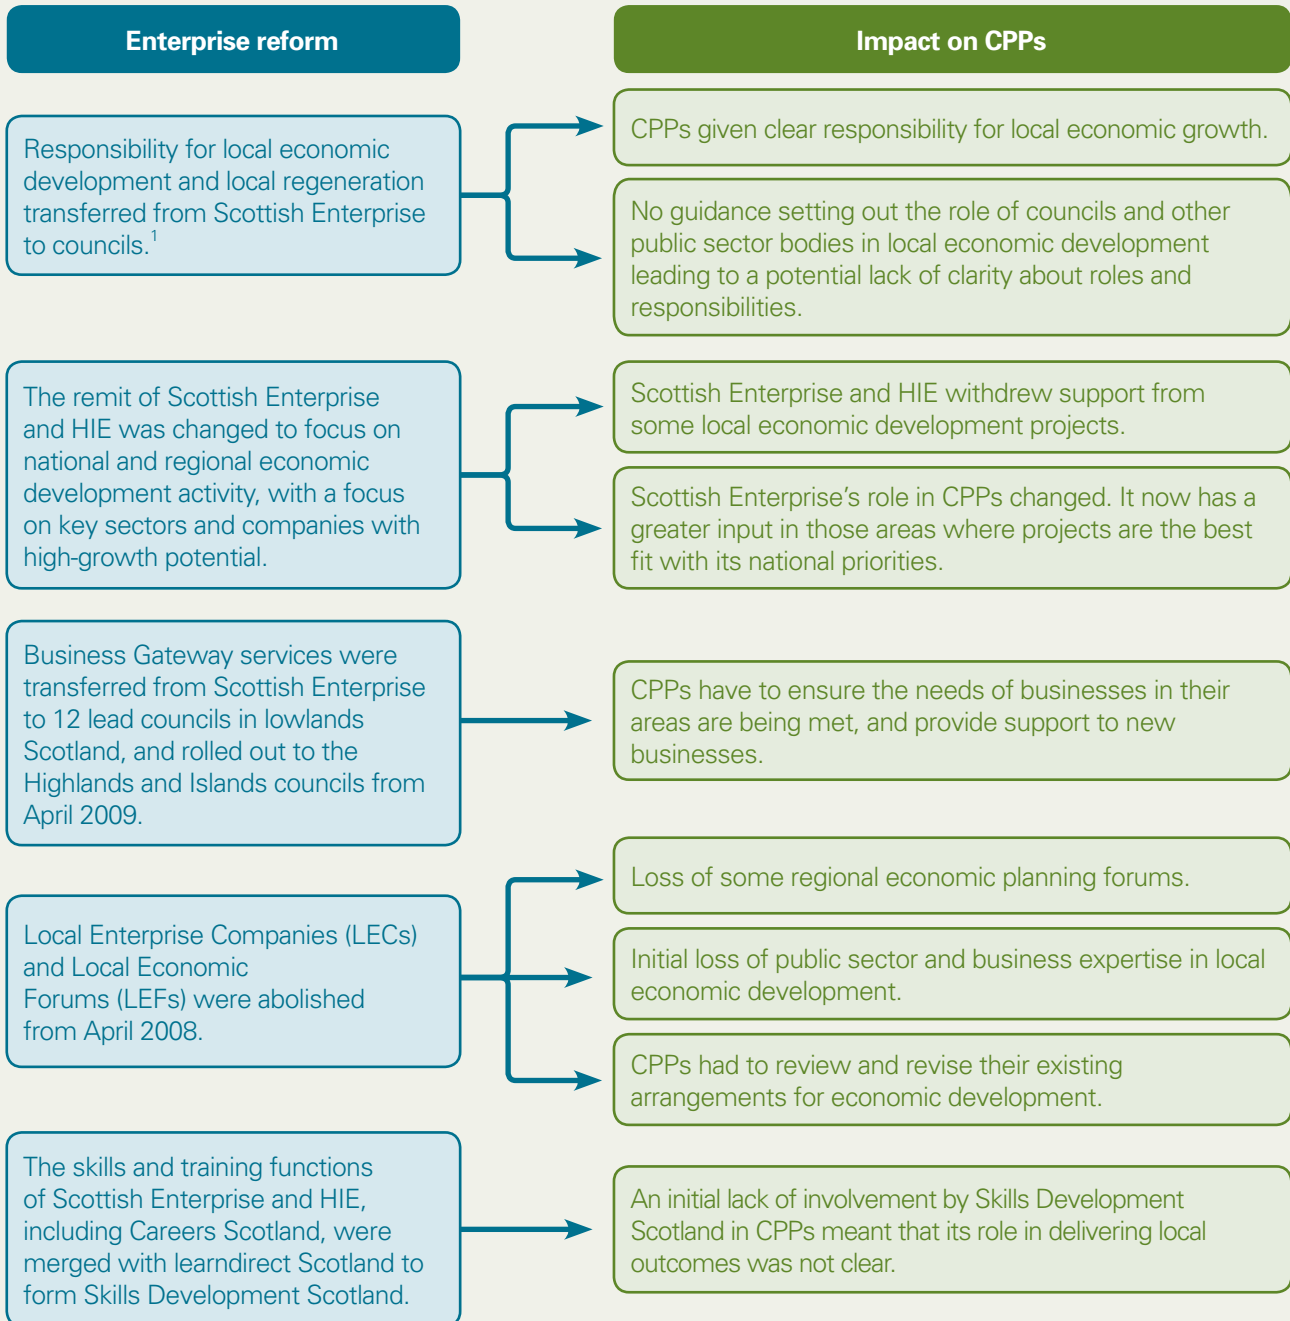 Enterprise reform
Impact on CPPs
Responsibility for local economic
development and local regeneration
transferred from Scottish Enterprise
to councils.1
CPPs given clear responsibility for local economic growth.
No guidance setting out the role of councils and other
public sector bodies in local economic development
leading to a potential lack of clarity about roles and
responsibilities.
The remit of Scottish Enterprise
and HIE was changed to focus on
national and regional economic
development activity, with a focus
on key sectors and companies with
high-growth potential.
Scottish Enterprise and HIE withdrew support from
some local economic development projects.
Scottish Enterprise’s role in CPPs changed. It now has a
greater input in those areas where projects are the best
fit with its national priorities.
Business Gateway services were
transferred from Scottish Enterprise
to 12 lead councils in lowlands
Scotland, and rolled out to the
Highlands and Islands councils from
April 2009.
CPPs have to ensure the needs of businesses in their
areas are being met, and provide support to new
businesses.
Local Enterprise Companies (LECs)
and Local Economic
Forums (LEFs) were abolished
from April 2008.
Loss of some regional economic planning forums.
Initial loss of public sector and business expertise in local
economic development.
CPPs had to review and revise their existing
arrangements for economic development.
The skills and training functions
of Scottish Enterprise and HIE,
including Careers Scotland, were
merged with learndirect Scotland to
form Skills Development Scotland.
An initial lack of involvement by Skills Development
Scotland in CPPs meant that its role in delivering local
outcomes was not clear.